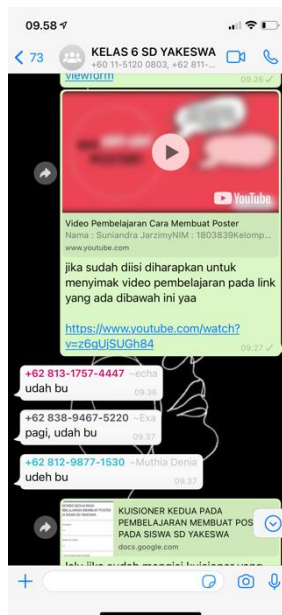 09.58
73
KELAS 6 SD YAKESWA
+60 11-5120 0803, +62 811-...
viewform
09.26
YouTube
Video Pembelajaran Cara Membuat Poster
Nama : Suniandra JarzimyNIM : 1803839Kelomp...
www.youtube.com
jika sudah diisi diharapkan untuk
menyimak video pembelajaran pada link
yang ada dibawah ini yaa
https://www.youtube.com/watch?
v=z6gUjSUGh84
09.27
+62 813-1757-4447 ~echa
udah bu
09.36
+62 838-9467-5220 ~Exa
pagi, udah bu
09.37
+62 812-9877-1530 ~Muthia Denia
udeh bu
09.37
KUISIONER KEDUA PADA
PEMBELAJARAN MEMBUAT POS
PADA SISWA SD YAKESWA
docs.google.com